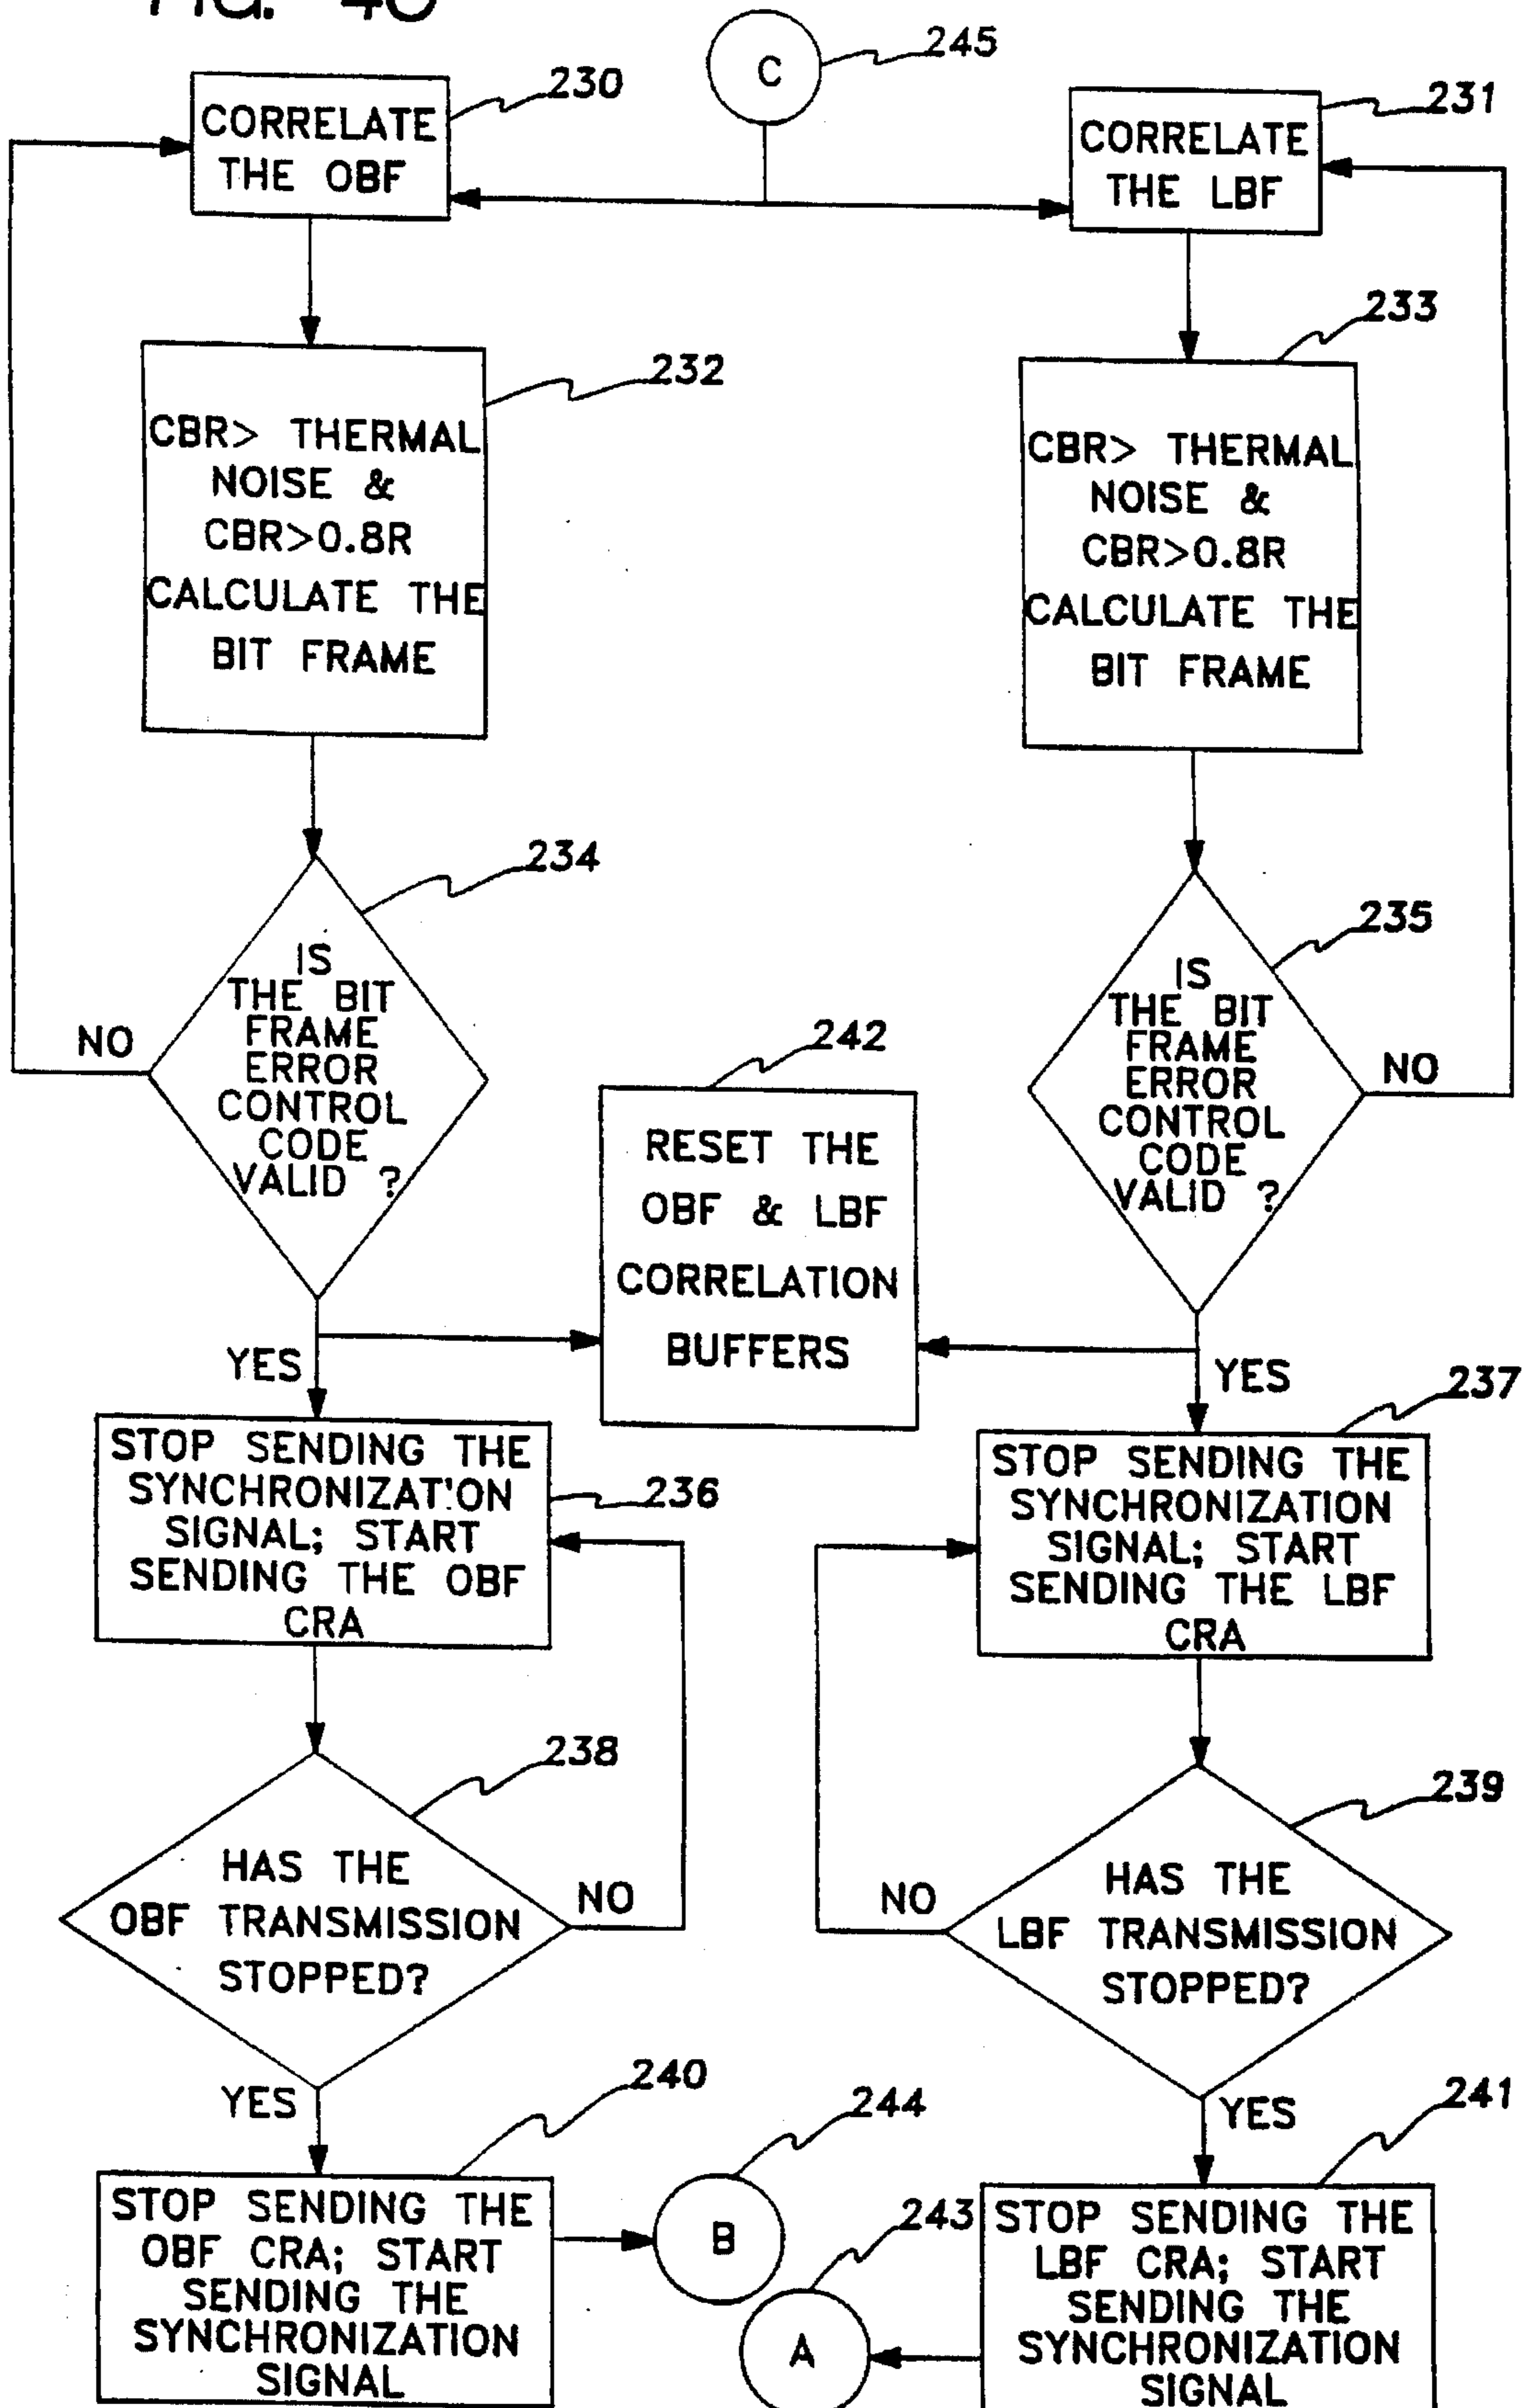 FIG.
C
245
230
CORRELATE
THE OBF
231
CORRELATE
THE LBF
232
CBR> THERMAL
NOISE &
CBR>0.8R
CALCULATE THE
BIT FRAME
233
CBR> THERMAL
NOISE &
CBR>0.8R
CALCULATE THE
BIT FRAME
234
IS
THE BIT
FRAME
ERROR
CONTROL
CODE
VALID ?
NO
YES
235
IS
THE BIT
FRAME
ERROR
CONTROL
CODE
VALID ?
NO
YES
242
RESET THE
OBF & LBF
CORRELATION
BUFFERS
236
STOP SENDING THE
SYNCHRONIZATION
SIGNAL; START
SENDING THE OBF
CRA
237
STOP SENDING THE
SYNCHRONIZATION
SIGNAL; START
SENDING THE LBF
CRA
238
HAS THE
OBF TRANSMISSION
STOPPED?
NO
YES
239
HAS THE
LBF TRANSMISSION
STOPPED?
NO
YES
240
STOP SENDING THE
OBF CRA; START
SENDING THE
SYNCHRONIZATION
SIGNAL
244
B
243
A
241
STOP SENDING THE
LBF CRA; START
SENDING THE
SYNCHRONIZATION
SIGNAL